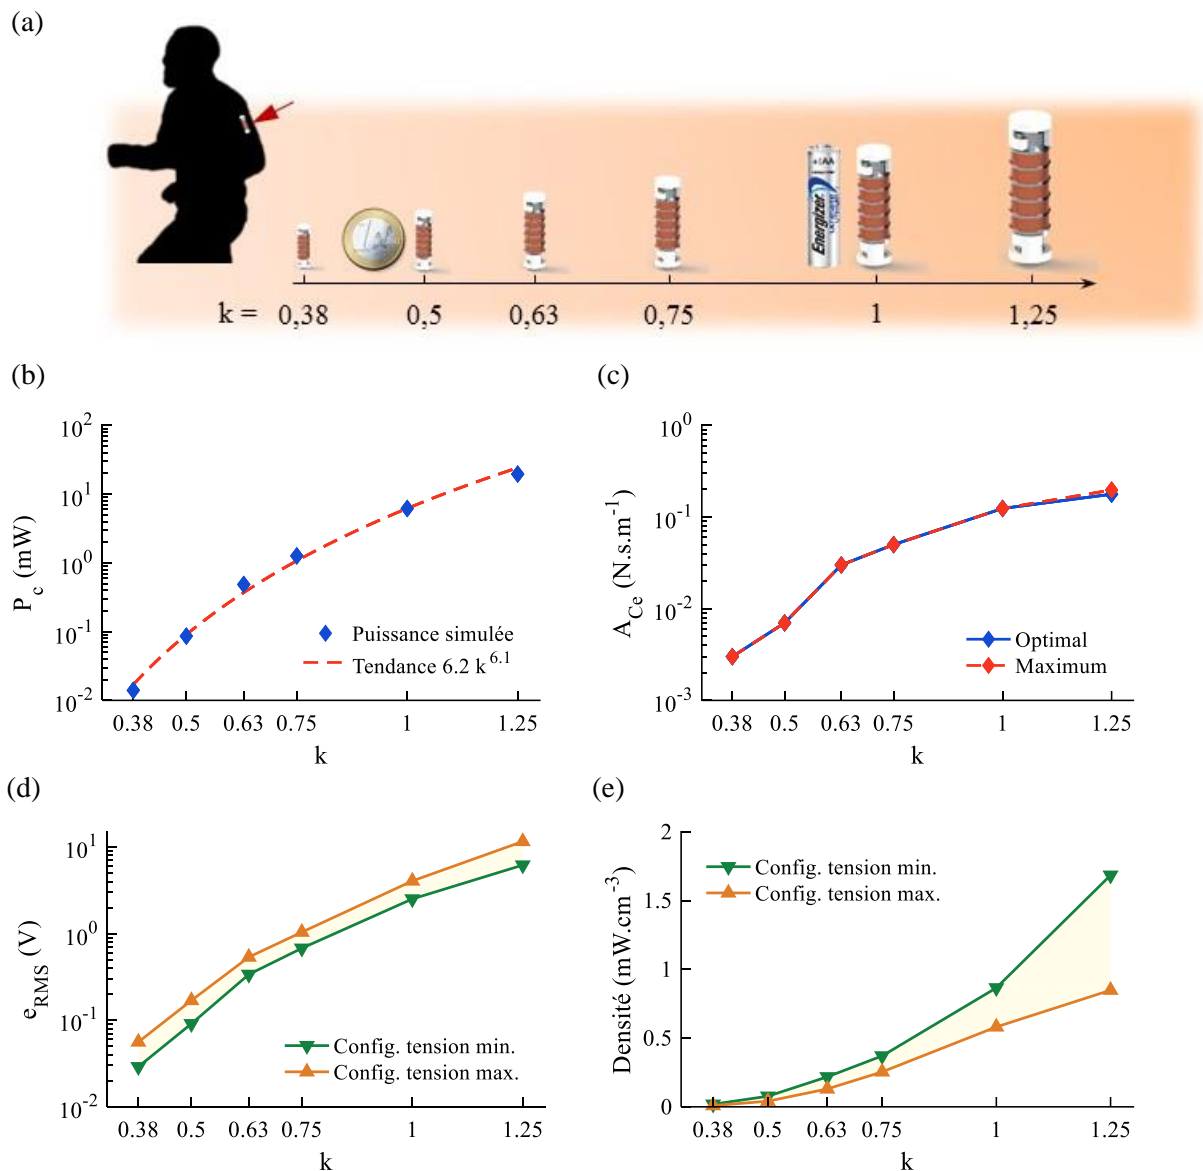 (a)
+1AA
Energizer
k = 0,38 0,5 0,63 0,75 1 1,25
(b)
P_c (mW)
10^2
10^1
10^0
10^-1
10^-2
Puissance simulée
Tendance 6.2 k^6.1
0.38 0.5 0.63 0.75 1 1.25
k
(c)
A_Ce (N.s.m^-1)
10^0
10^-1
10^-2
10^-3
Optimal
Maximum
0.38 0.5 0.63 0.75 1 1.25
k
(d)
e_RMS (V)
10^1
10^0
10^-1
10^-2
Config. tension min.
Config. tension max.
0.38 0.5 0.63 0.75 1 1.25
k
(e)
Densité (mW.cm^-3)
2
1.5
1
0.5
0
Config. tension min.
Config. tension max.
0.38 0.5 0.63 0.75 1 1.25
k